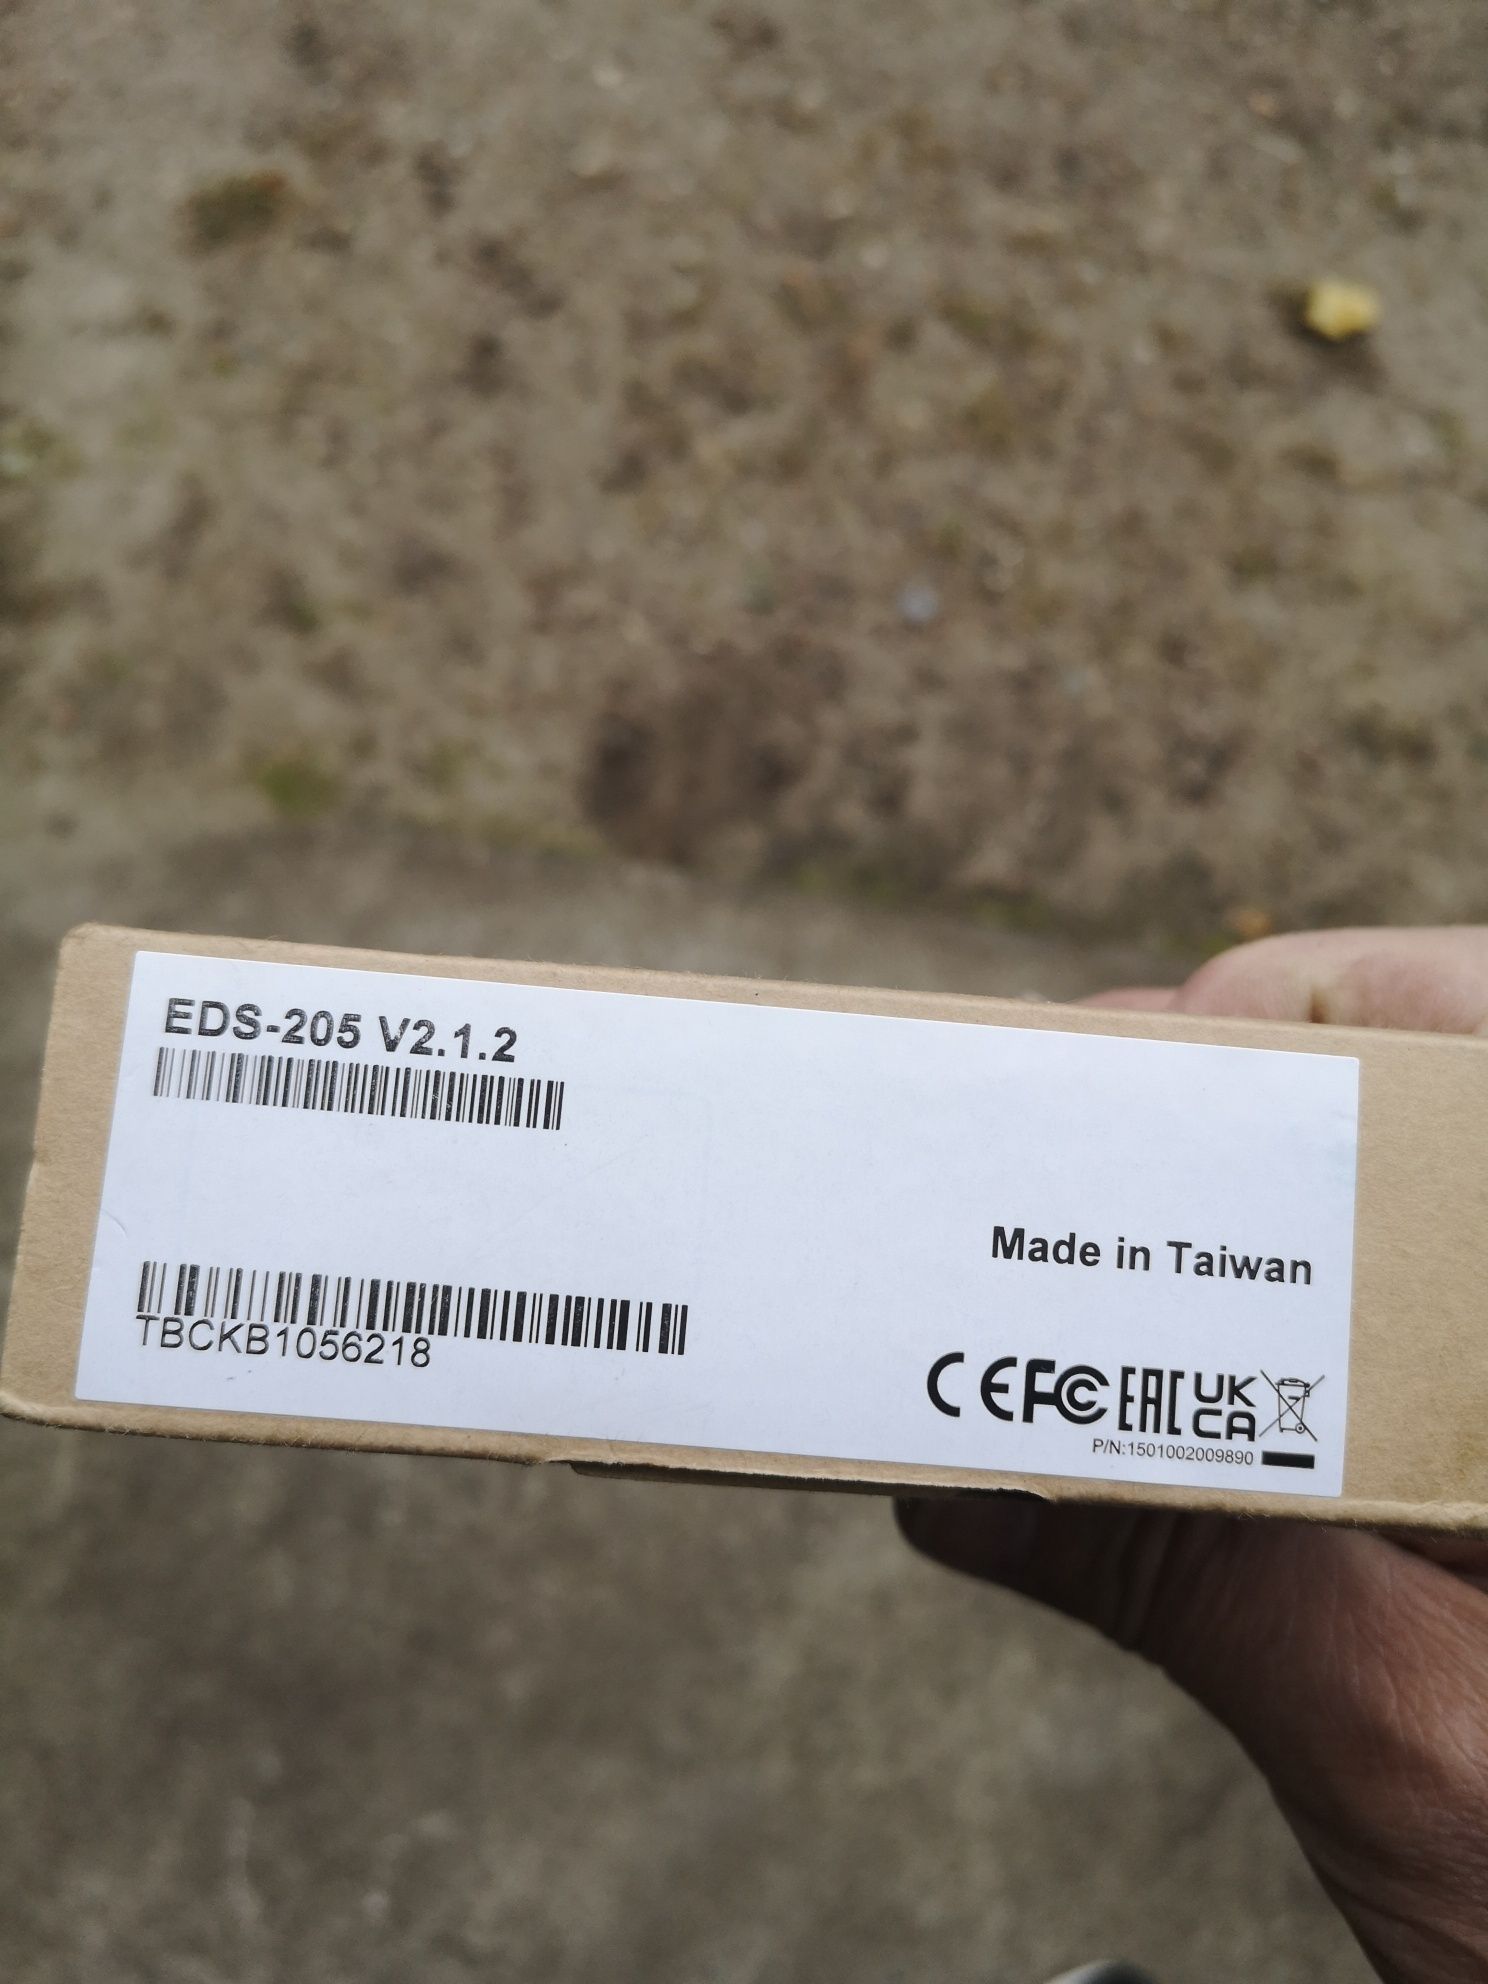 EDS-205 V2.1.2
Made in Taiwan
TBCKB1056218
CE FC EAC UK
CA
P/N:1501002009890